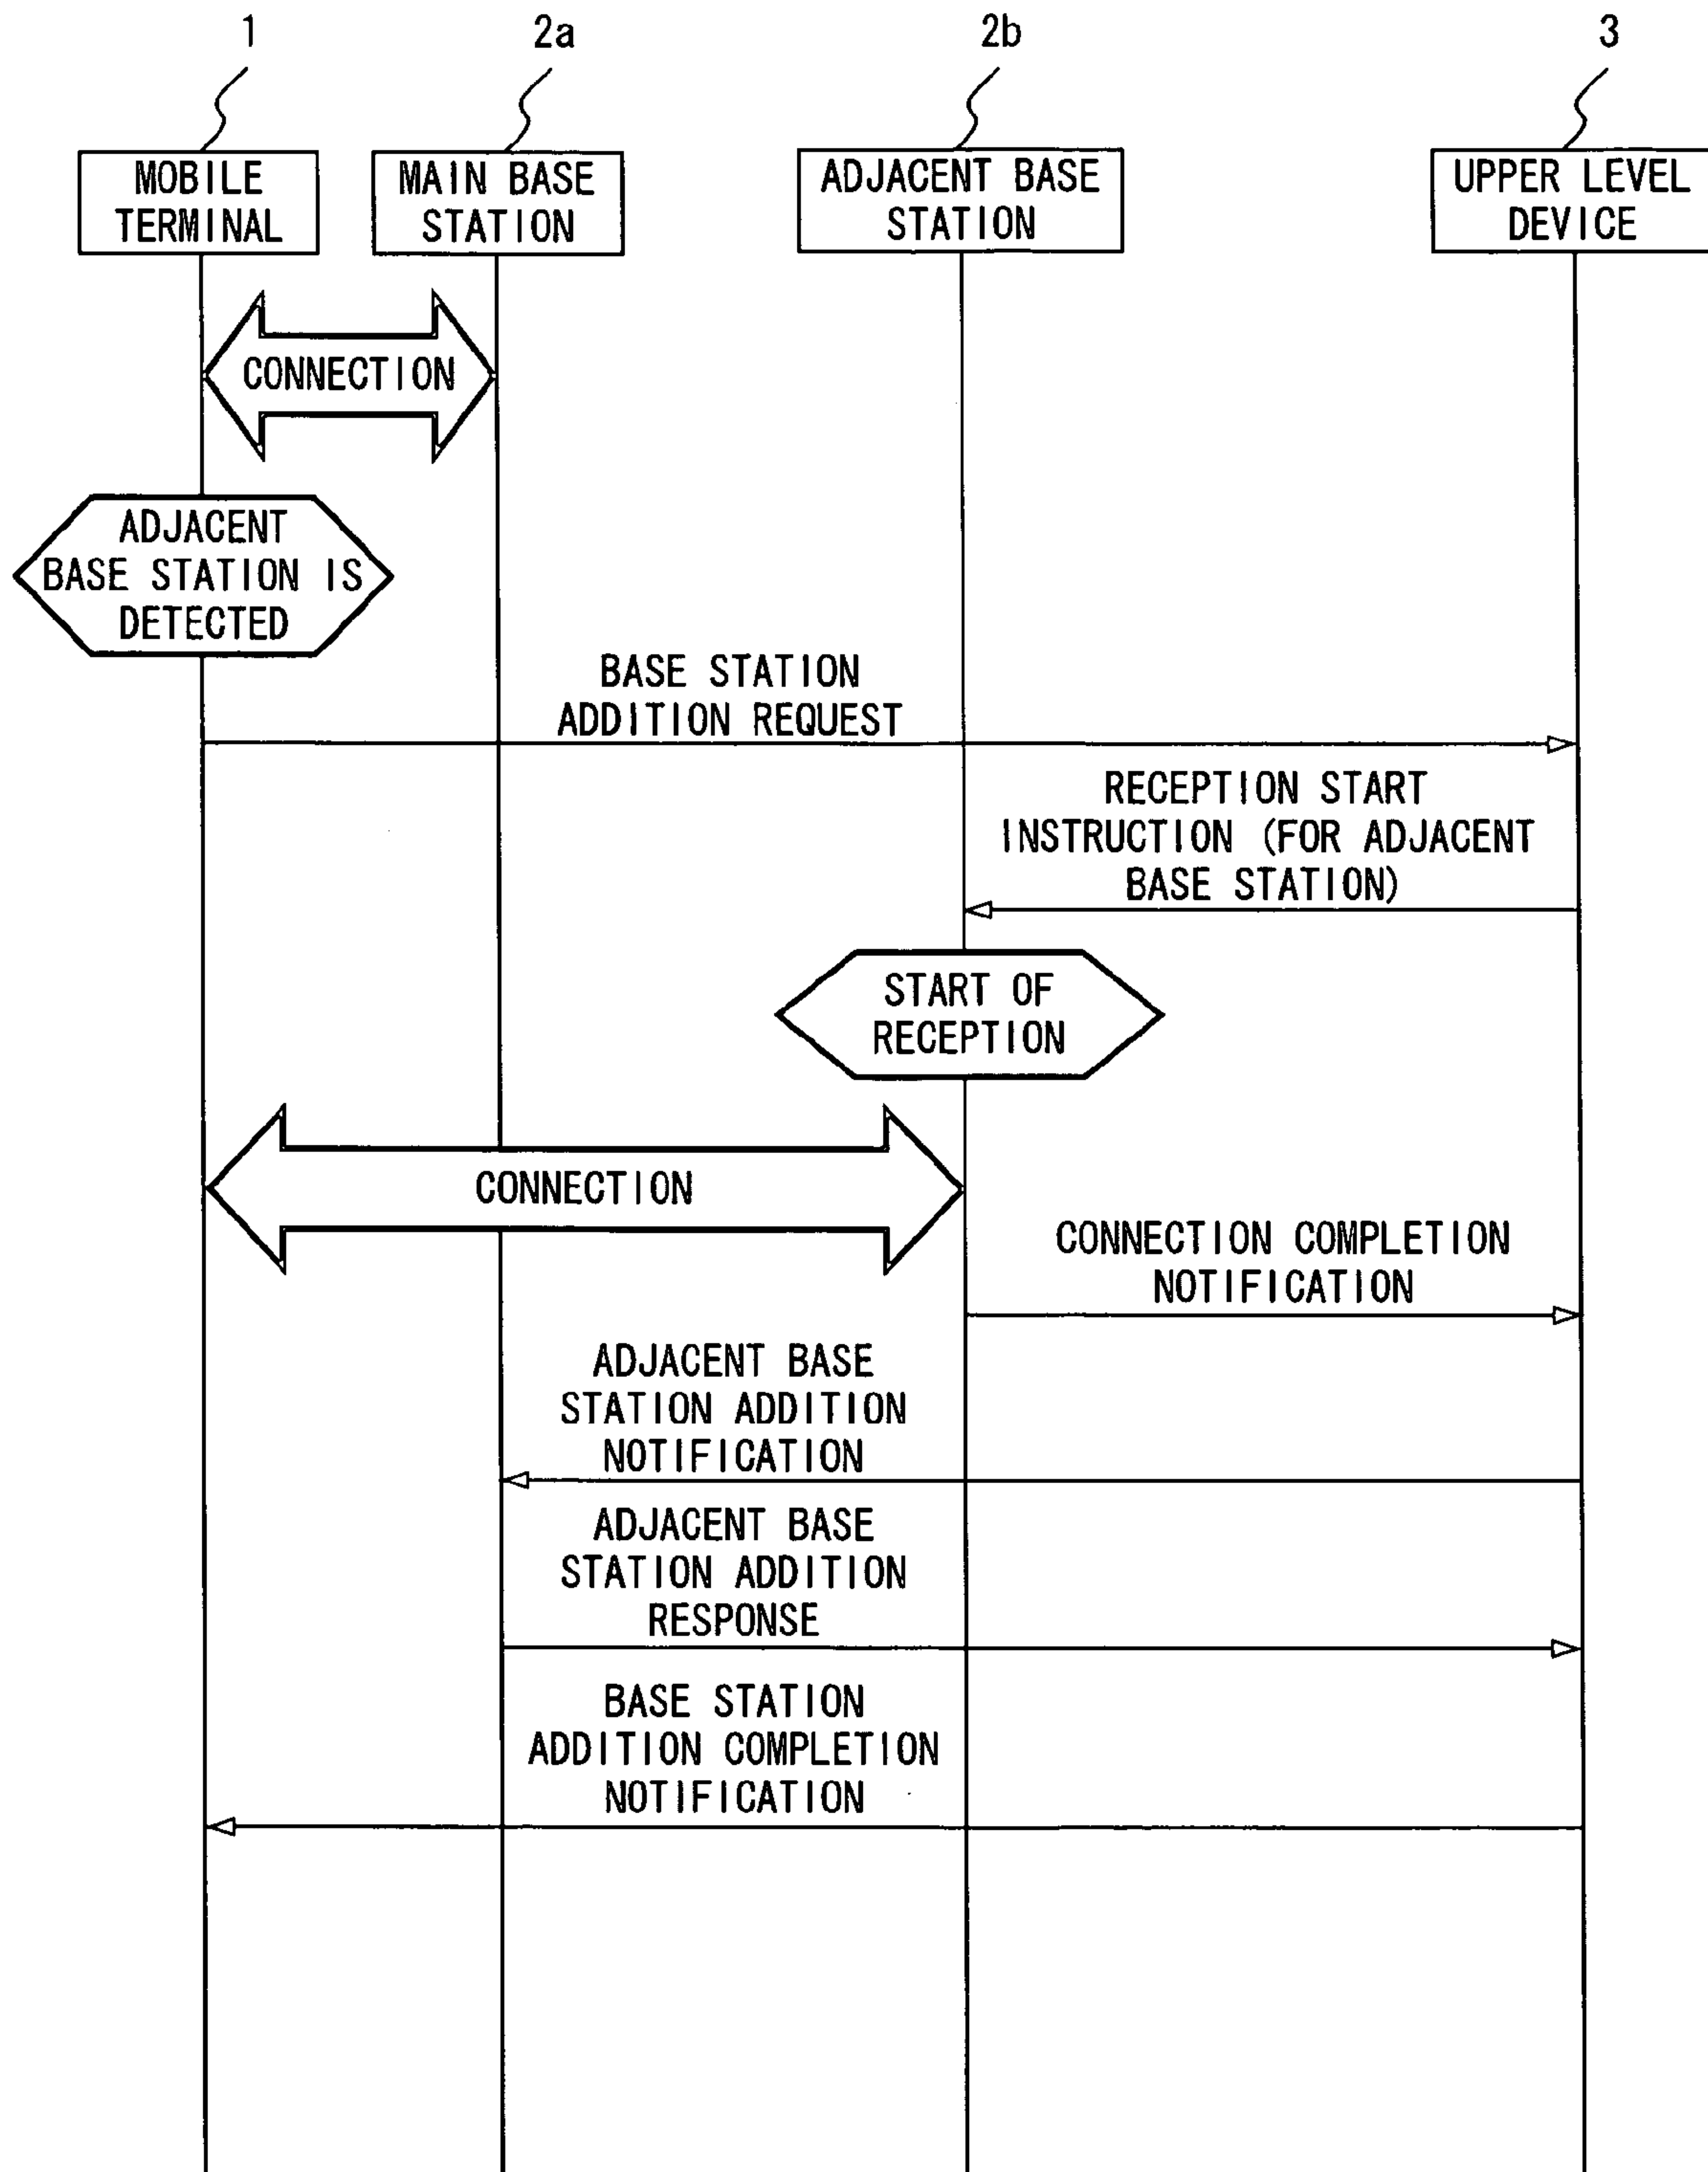 1
2a
2b
3
MOBILE
TERMINAL
MAIN BASE
STATION
ADJACENT BASE
STATION
UPPER LEVEL
DEVICE
CONNECTION
ADJACENT
BASE STATION IS
DETECTED
BASE STATION
ADDITION REQUEST
RECEPTION START
INSTRUCTION (FOR ADJACENT
BASE STATION)
START OF
RECEPTION
CONNECTION
CONNECTION COMPLETION
NOTIFICATION
ADJACENT BASE
STATION ADDITION
NOTIFICATION
ADJACENT BASE
STATION ADDITION
RESPONSE
BASE STATION
ADDITION COMPLETION
NOTIFICATION